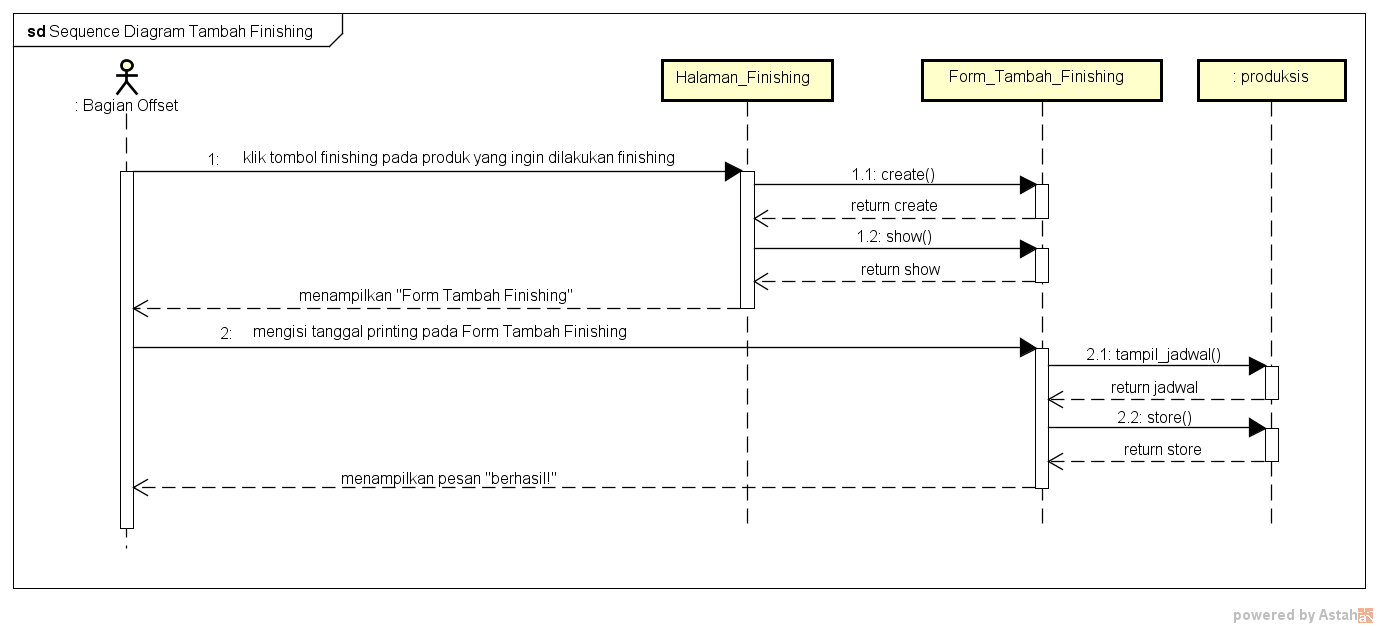 sd Sequence Diagram Tambah Finishing
: Bagian Offset
Halaman_Finishing
Form_Tambah_Finishing
: produksis
1: klik tombol finishing pada produk yang ingin dilakukan finishing
1.1: create()
return create
1.2: show()
return show
menampilkan "Form Tambah Finishing"
2: mengisi tanggal printing pada Form Tambah Finishing
2.1: tampil_jadwal()
return jadwal
2.2: store()
return store
menampilkan pesan "berhasil!"
powered by Astah